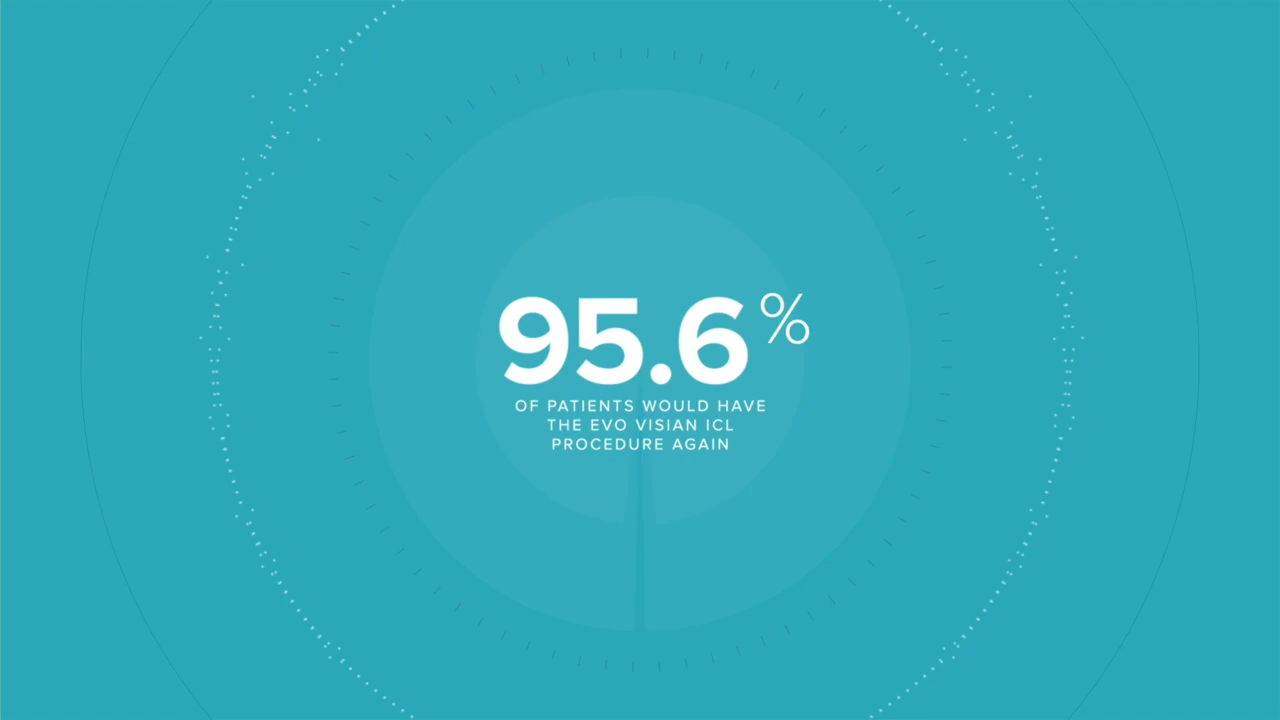 95.6%
OF PATIENTS WOULD HAVE
THE EVO VISIAN ICL
PROCEDURE AGAIN